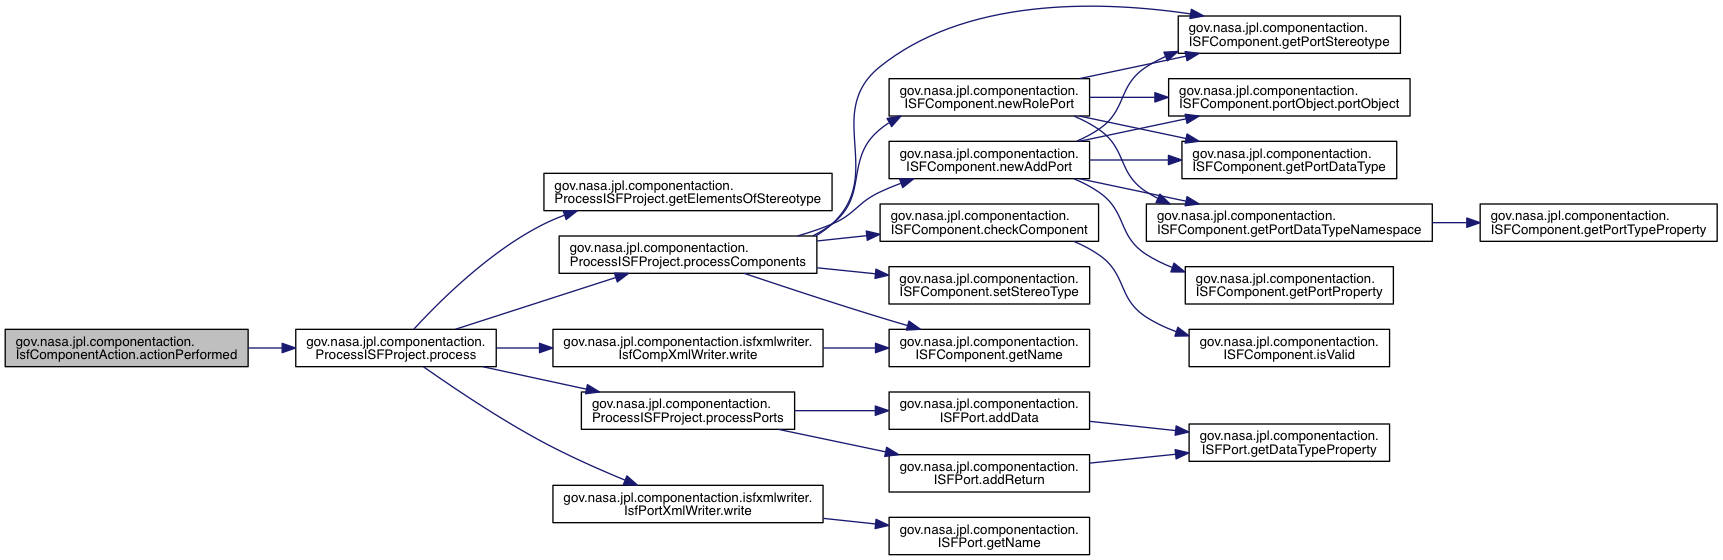 gov.nasa.jpl.componentaction.
IsfComponentAction.actionPerformed
gov.nasa.jpl.componentaction.
ProcessISFProject.process
gov.nasa.jpl.componentaction.
ProcessISFProject.getElementsOfStereotype
gov.nasa.jpl.componentaction.
ProcessISFProject.processComponents
gov.nasa.jpl.componentaction.isfxmlwriter.
IsfCompXmlWriter.write
gov.nasa.jpl.componentaction.
ProcessISFProject.processPorts
gov.nasa.jpl.componentaction.isfxmlwriter.
IsfPortXmlWriter.write
gov.nasa.jpl.componentaction.
ISFComponent.newRolePort
gov.nasa.jpl.componentaction.
ISFComponent.newAddPort
gov.nasa.jpl.componentaction.
ISFComponent.checkComponent
gov.nasa.jpl.componentaction.
ISFComponent.setStereoType
gov.nasa.jpl.componentaction.
ISFComponent.getName
gov.nasa.jpl.componentaction.
ISFPort.addData
gov.nasa.jpl.componentaction.
ISFPort.addReturn
gov.nasa.jpl.componentaction.
ISFPort.getName
gov.nasa.jpl.componentaction.
ISFComponent.getPortStereotype
gov.nasa.jpl.componentaction.
ISFComponent.portObject.portObject
gov.nasa.jpl.componentaction.
ISFComponent.getPortDataType
gov.nasa.jpl.componentaction.
ISFComponent.getPortDataTypeNamespace
gov.nasa.jpl.componentaction.
ISFComponent.getPortProperty
gov.nasa.jpl.componentaction.
ISFComponent.isValid
gov.nasa.jpl.componentaction.
ISFPort.getDataTypeProperty
gov.nasa.jpl.componentaction.
ISFComponent.getPortTypeProperty